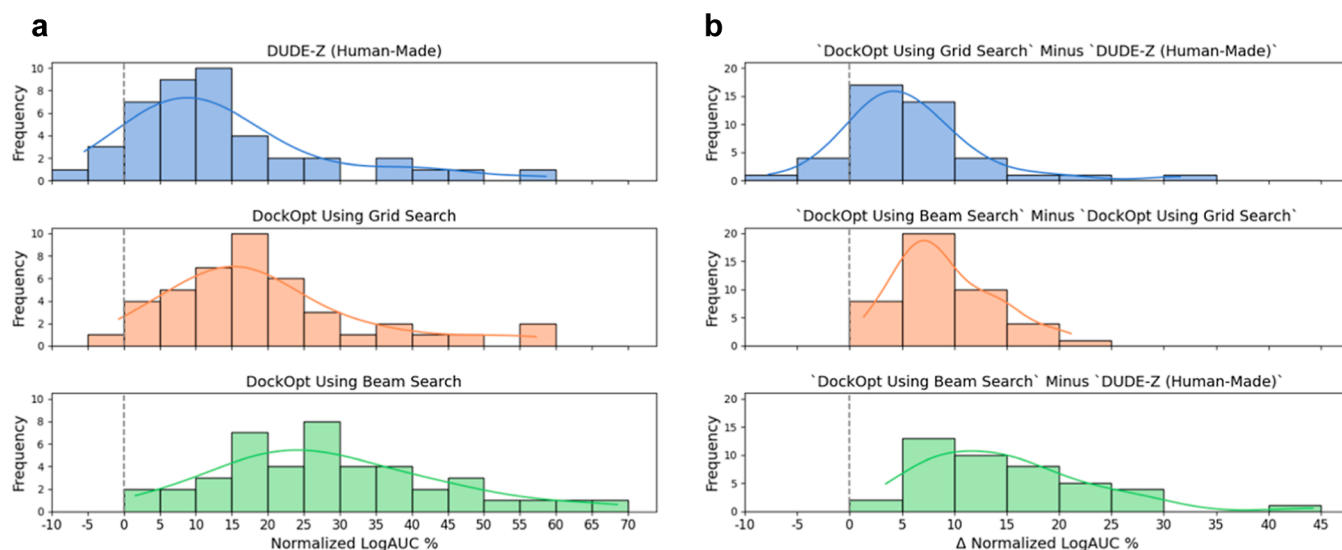 a
DUDE-Z (Human-Made)
Frequency
10
8
6
4
2
0
DockOpt Using Grid Search
Frequency
10
8
6
4
2
0
DockOpt Using Beam Search
Frequency
10
8
6
4
2
0
-10 -5 0 5 10 15 20 25 30 35 40 45 50 55 60 65 70
Normalized LogAUC %
b
`DockOpt Using Grid Search` Minus `DUDE-Z (Human-Made)`
Frequency
20
15
10
5
0
`DockOpt Using Beam Search` Minus `DockOpt Using Grid Search`
Frequency
20
15
10
5
0
`DockOpt Using Beam Search` Minus `DUDE-Z (Human-Made)`
Frequency
20
15
10
5
0
-10 -5 0 5 10 15 20 25 30 35 40 45
Δ Normalized LogAUC %